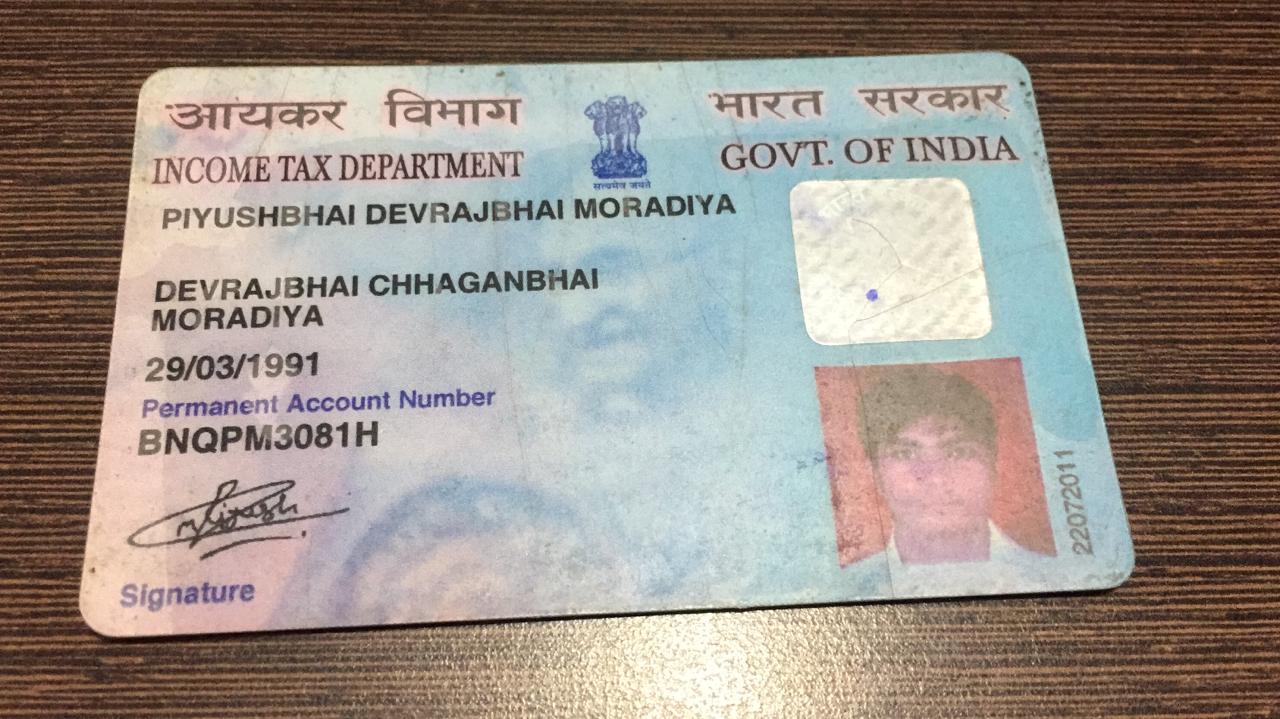 आयकर विभाग
INCOME TAX DEPARTMENT
सत्यमेव जयते
भारत सरकार
GOVT. OF INDIA
PIYUSHBHAI DEVRAJBHAI MORADIYA
DEVRAJBHAI CHHAGANBHAI
MORADIYA
29/03/1991
Permanent Account Number
BNQPM3081H
Signature
22072011